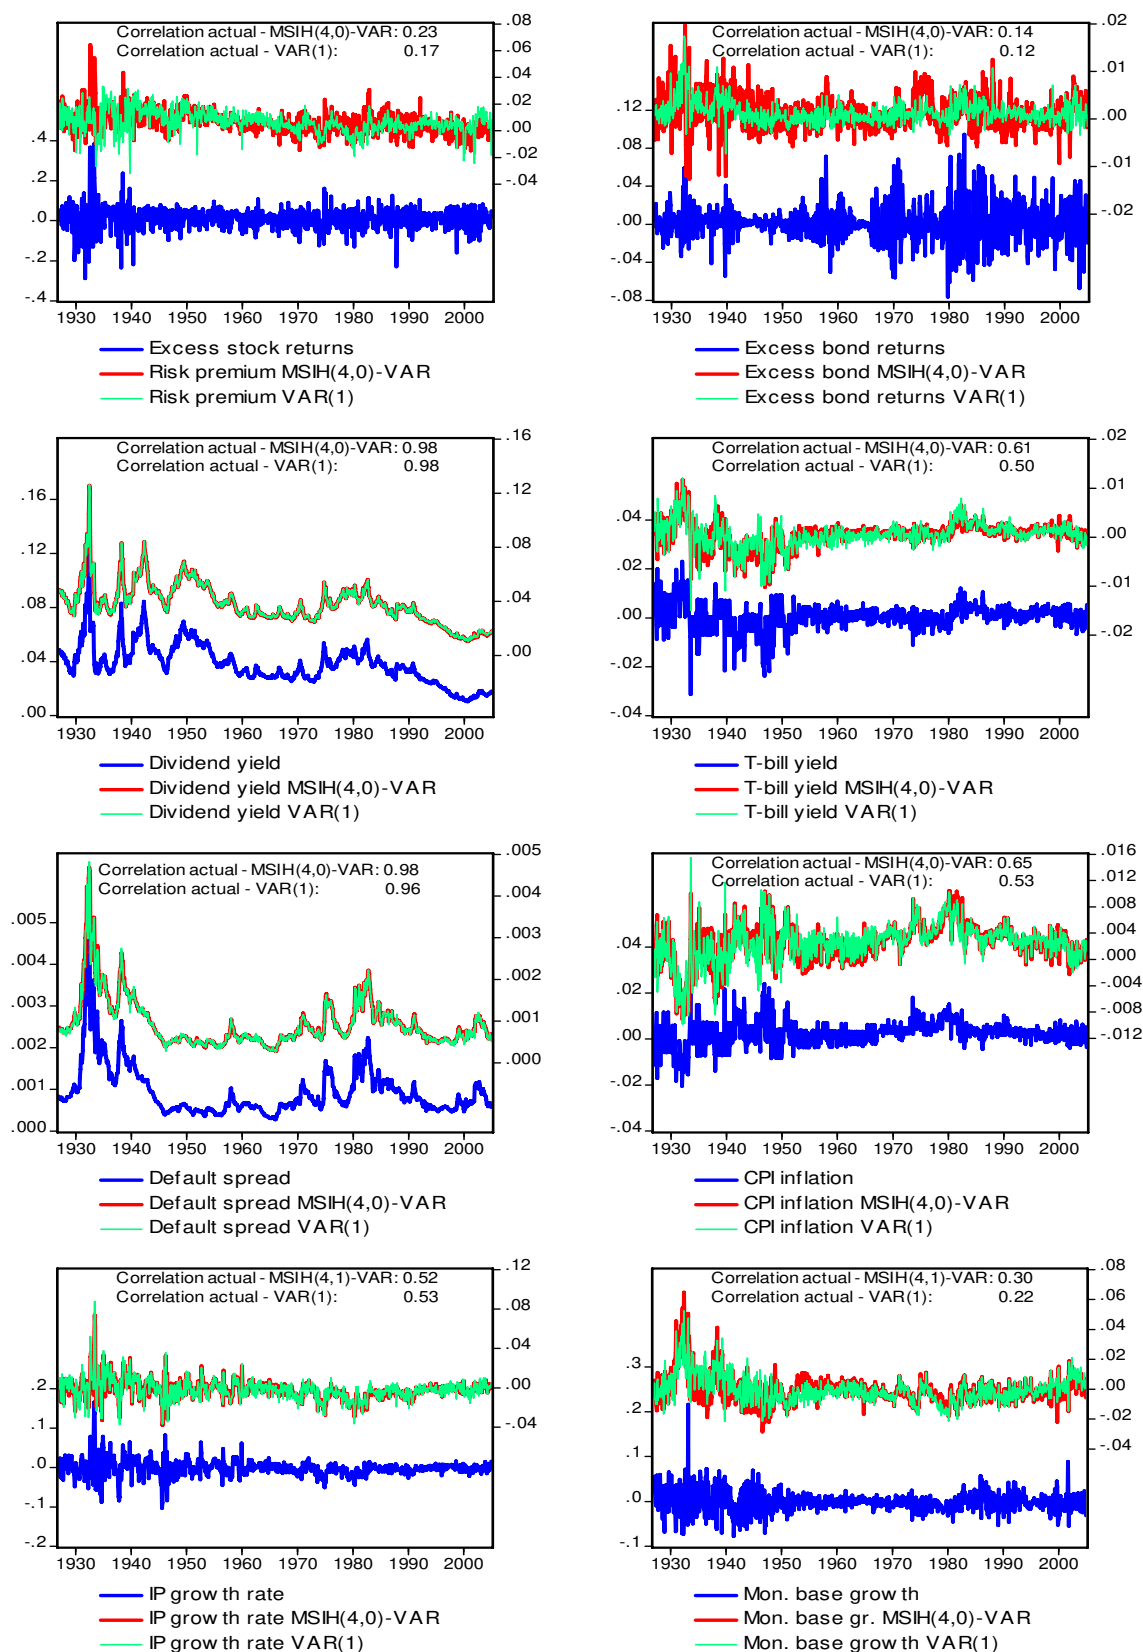 Correlation actual - MSIH(4,0)-VAR: 0.23
Correlation actual - VAR(1): 0.17
.08
.06
.04
.02
.00
-.02
-.04
.4
.2
.0
-.2
-.4
1930 1940 1950 1960 1970 1980 1990 2000
Excess stock returns
Risk premium MSIH(4,0)-VAR
Risk premium VAR(1)
Correlation actual - MSIH(4,0)-VAR: 0.14
Correlation actual - VAR(1): 0.12
.02
.01
.00
-.01
-.02
.12
.08
.04
.00
-.04
-.08
1930 1940 1950 1960 1970 1980 1990 2000
Excess bond returns
Excess bond MSIH(4,0)-VAR
Excess bond returns VAR(1)
Correlation actual - MSIH(4,0)-VAR: 0.98
Correlation actual - VAR(1): 0.98
.16
.12
.08
.04
.00
.16
.12
.08
.04
.00
1930 1940 1950 1960 1970 1980 1990 2000
Dividend yield
Dividend yield MSIH(4,0)-VAR
Dividend yield VAR(1)
Correlation actual - MSIH(4,0)-VAR: 0.61
Correlation actual - VAR(1): 0.50
.02
.01
.00
-.01
-.02
.04
.02
.00
-.02
-.04
1930 1940 1950 1960 1970 1980 1990 2000
T-bill yield
T-bill yield MSIH(4,0)-VAR
T-bill yield VAR(1)
Correlation actual - MSIH(4,0)-VAR: 0.98
Correlation actual - VAR(1): 0.96
.005
.004
.003
.002
.001
.000
.005
.004
.003
.002
.001
.000
1930 1940 1950 1960 1970 1980 1990 2000
Default spread
Default spread MSIH(4,0)-VAR
Default spread VAR(1)
Correlation actual - MSIH(4,0)-VAR: 0.65
Correlation actual - VAR(1): 0.53
.016
.012
.008
.004
.000
-.004
-.008
-.012
.04
.02
.00
-.02
-.04
1930 1940 1950 1960 1970 1980 1990 2000
CPI inflation
CPI inflation MSIH(4,0)-VAR
CPI inflation VAR(1)
Correlation actual - MSIH(4,1)-VAR: 0.52
Correlation actual - VAR(1): 0.53
.12
.08
.04
.00
-.04
.2
.1
.0
-.1
-.2
1930 1940 1950 1960 1970 1980 1990 2000
IP growth rate
IP growth rate MSIH(4,0)-VAR
IP growth rate VAR(1)
Correlation actual - MSIH(4,1)-VAR: 0.30
Correlation actual - VAR(1): 0.22
.08
.06
.04
.02
.00
-.02
-.04
.3
.2
.1
.0
-.1
1930 1940 1950 1960 1970 1980 1990 2000
Mon. base growth
Mon. base gr. MSIH(4,0)-VAR
Mon. base growth VAR(1)